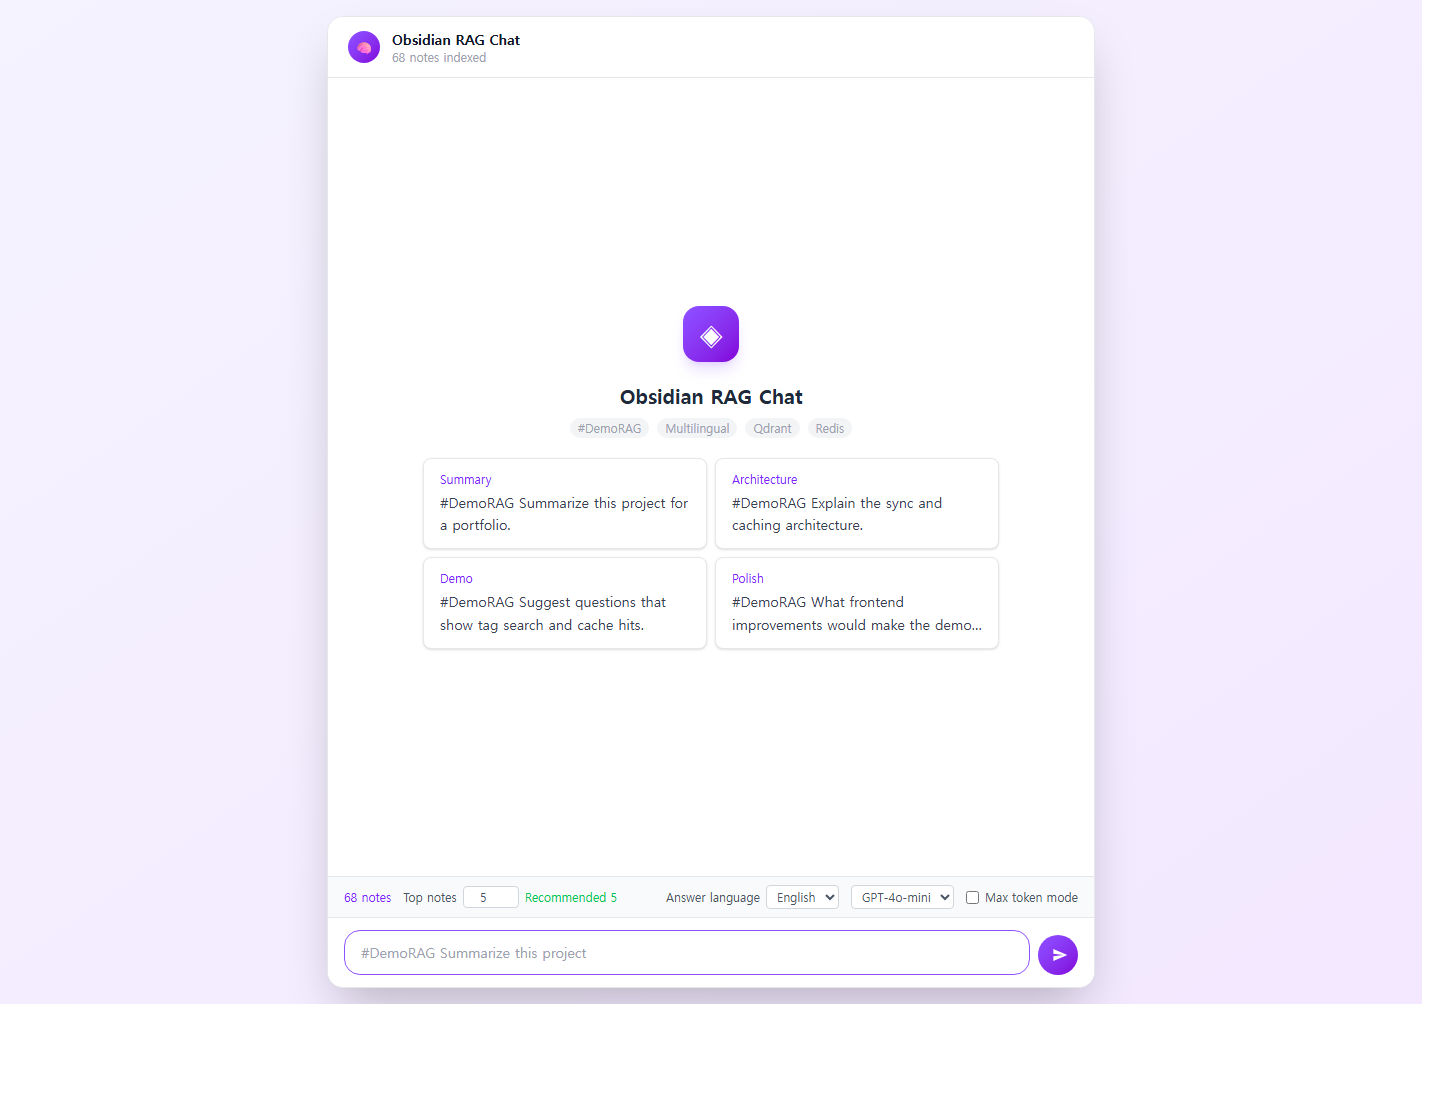 Obsidian RAG Chat
68 notes indexed
Obsidian RAG Chat
#DemoRAG Multilingual Qdrant Redis
Summary
#DemoRAG Summarize this project for
a portfolio.
Architecture
#DemoRAG Explain the sync and
caching architecture.
Demo
#DemoRAG Suggest questions that
show tag search and cache hits.
Polish
#DemoRAG What frontend
improvements would make the demo...
68 notes Top notes 5 Recommended 5 Answer language English GPT-4o-mini Max token mode
#DemoRAG Summarize this project